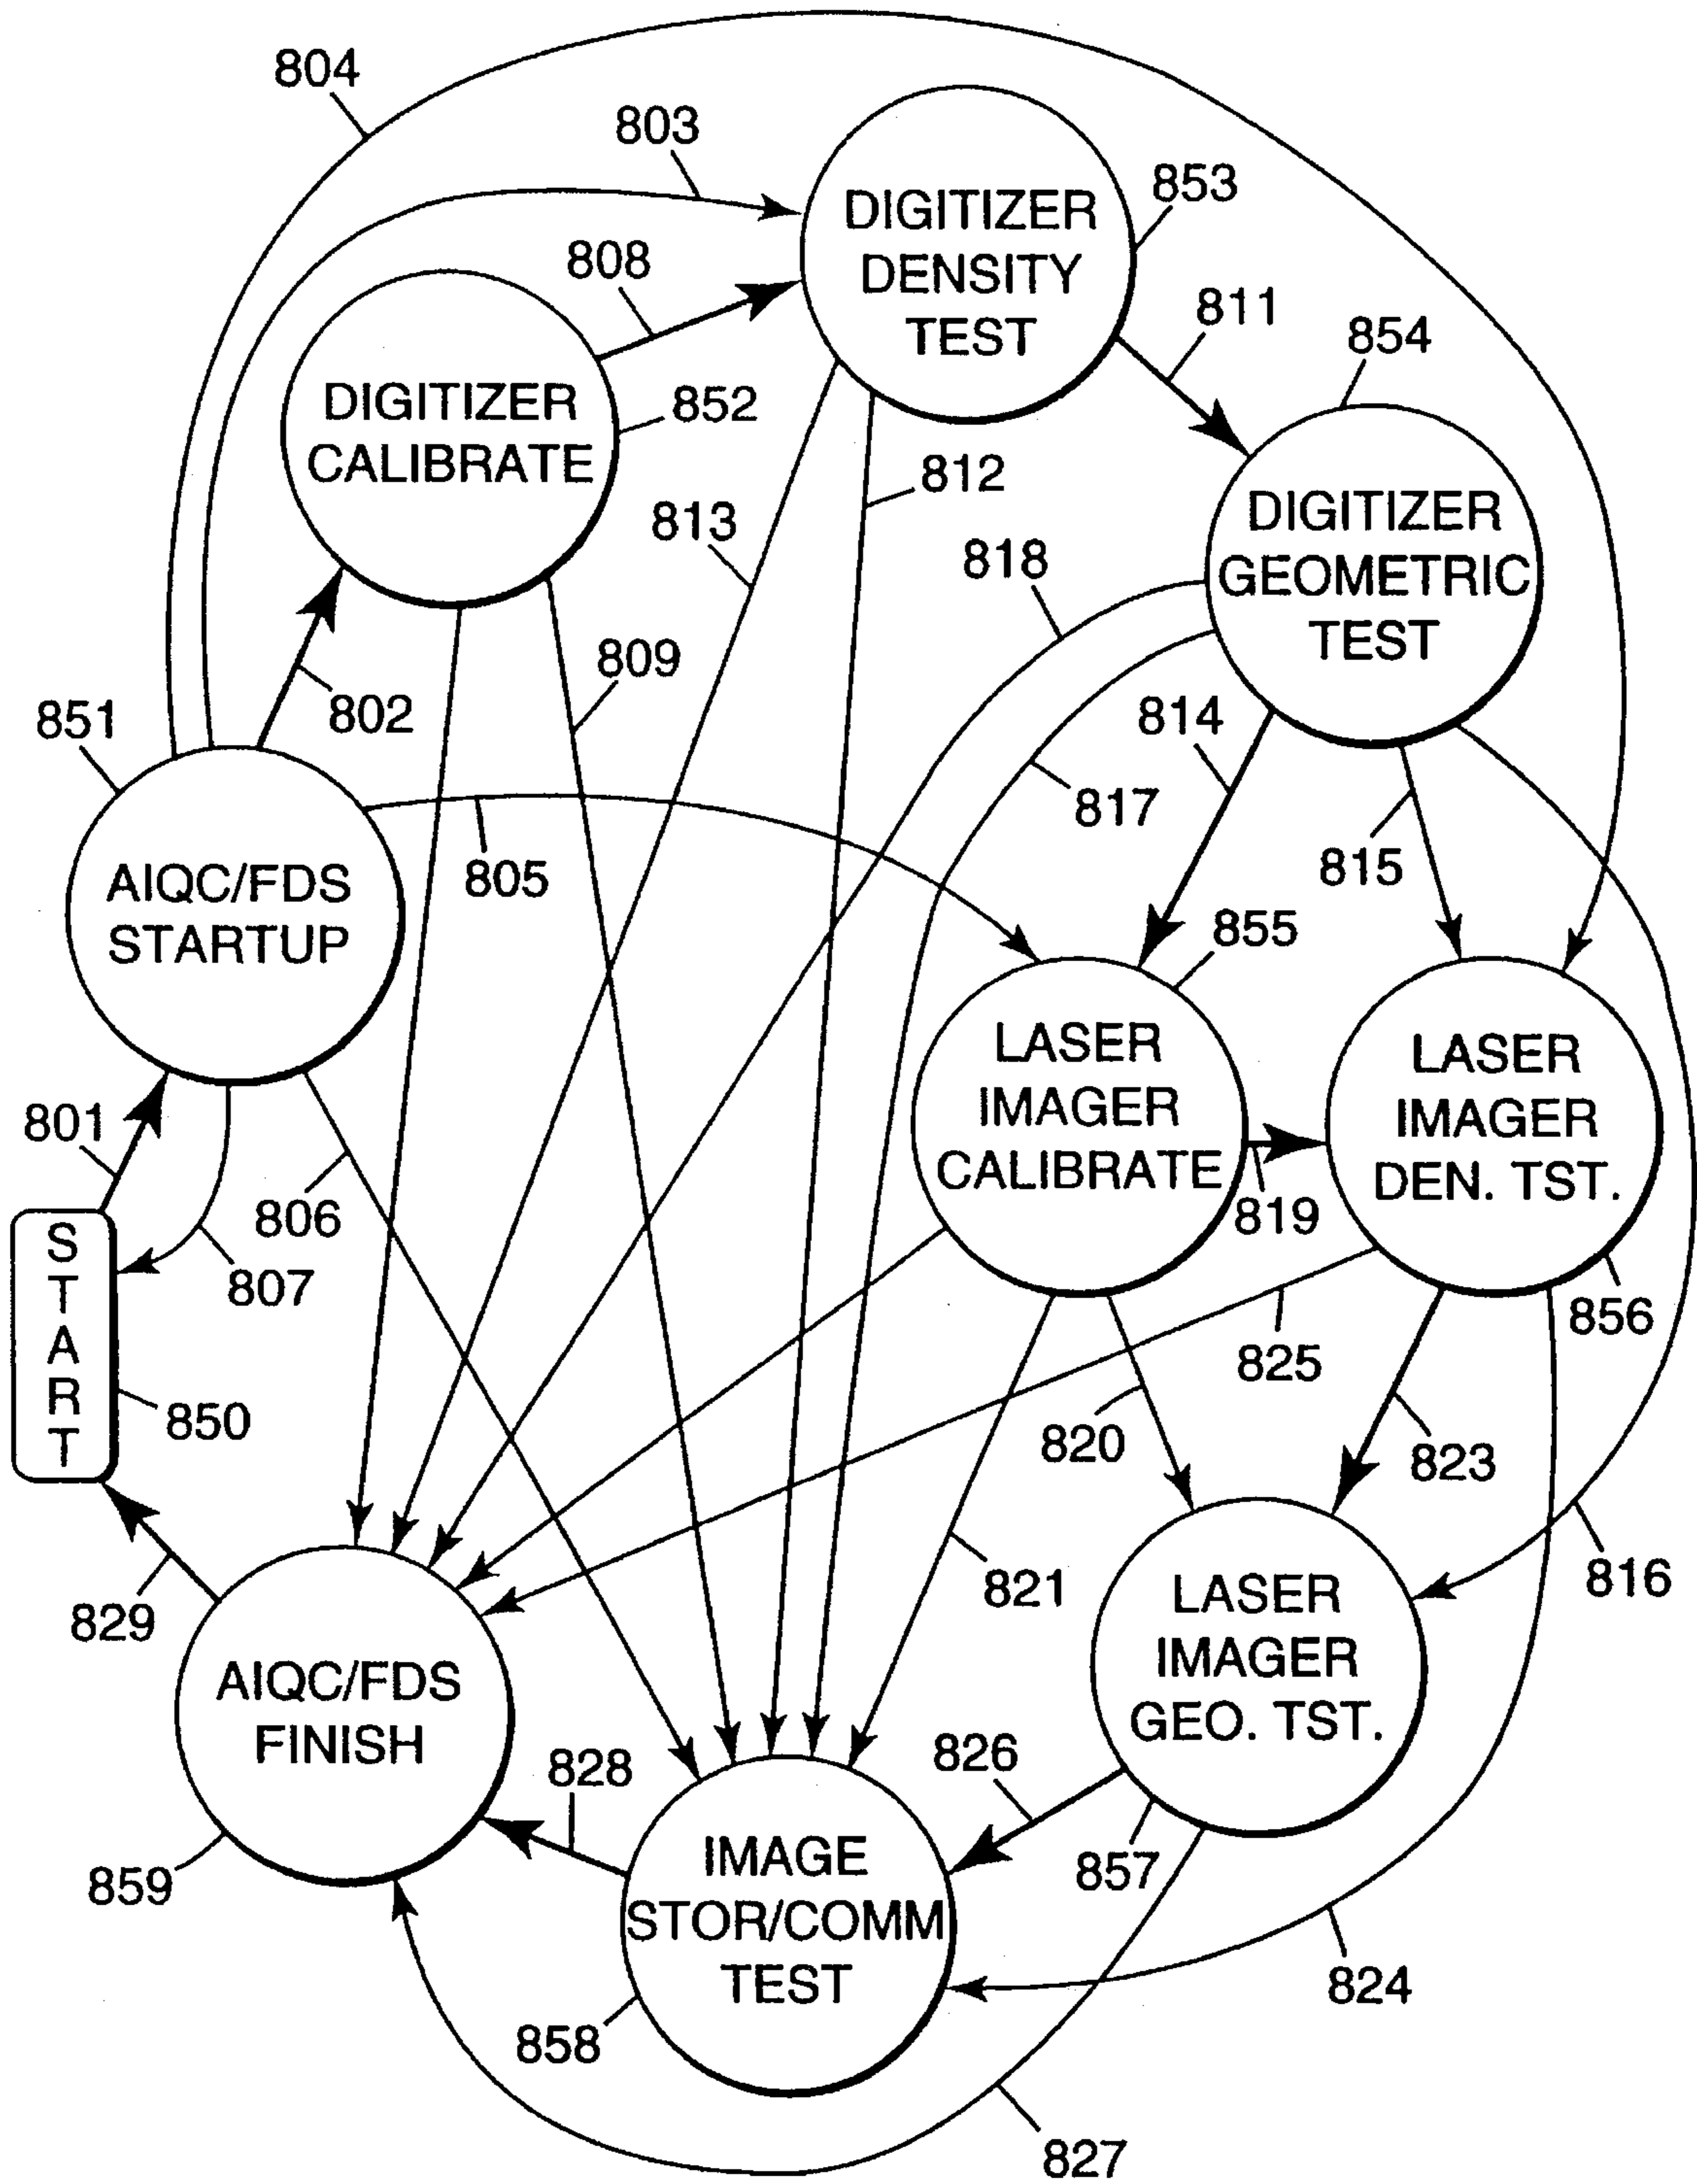 804
803
853
DIGITIZER
DENSITY
TEST
808
811
854
DIGITIZER
CALIBRATE
852
812
813
818
DIGITIZER
GEOMETRIC
TEST
809
802
851
814
817
815
805
AIQC/FDS
STARTUP
855
LASER
IMAGER
CALIBRATE
LASER
IMAGER
DEN. TST.
801
806
819
807
START
850
856
825
820
823
816
821
829
LASER
IMAGER
GEO. TST.
AIQC/FDS
FINISH
828
826
857
859
IMAGE
STOR/COMM
TEST
824
858
827